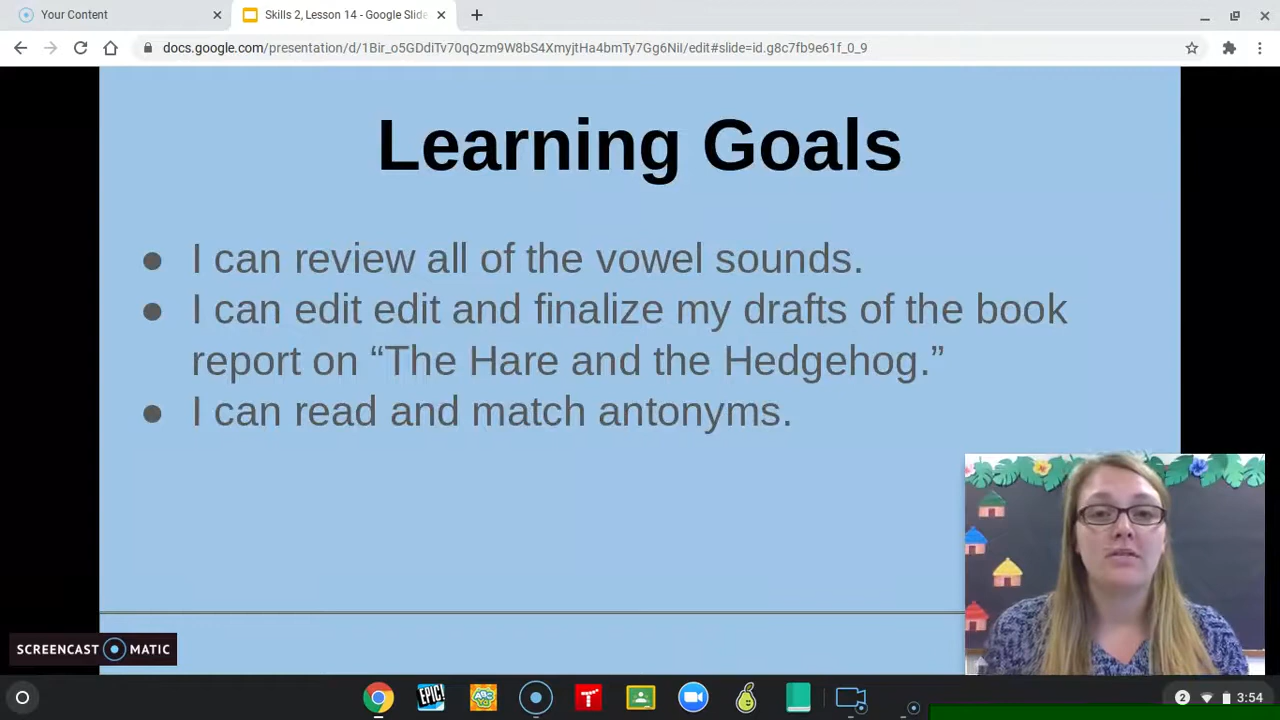 Your Content
Skills 2, Lesson 14 - Google Slide
docs.google.com/presentation/d/1Bir_o5GDdiTv70qQzm9W8bS4XmyjtHa4bmTy7Gg6NiI/edit#slide=id.g8c7fb9e61f_0_9
Learning Goals
● I can review all of the vowel sounds.
● I can edit edit and finalize my drafts of the book
report on “The Hare and the Hedgehog.”
● I can read and match antonyms.
SCREENCAST MATIC
EPIC!
2 3:54